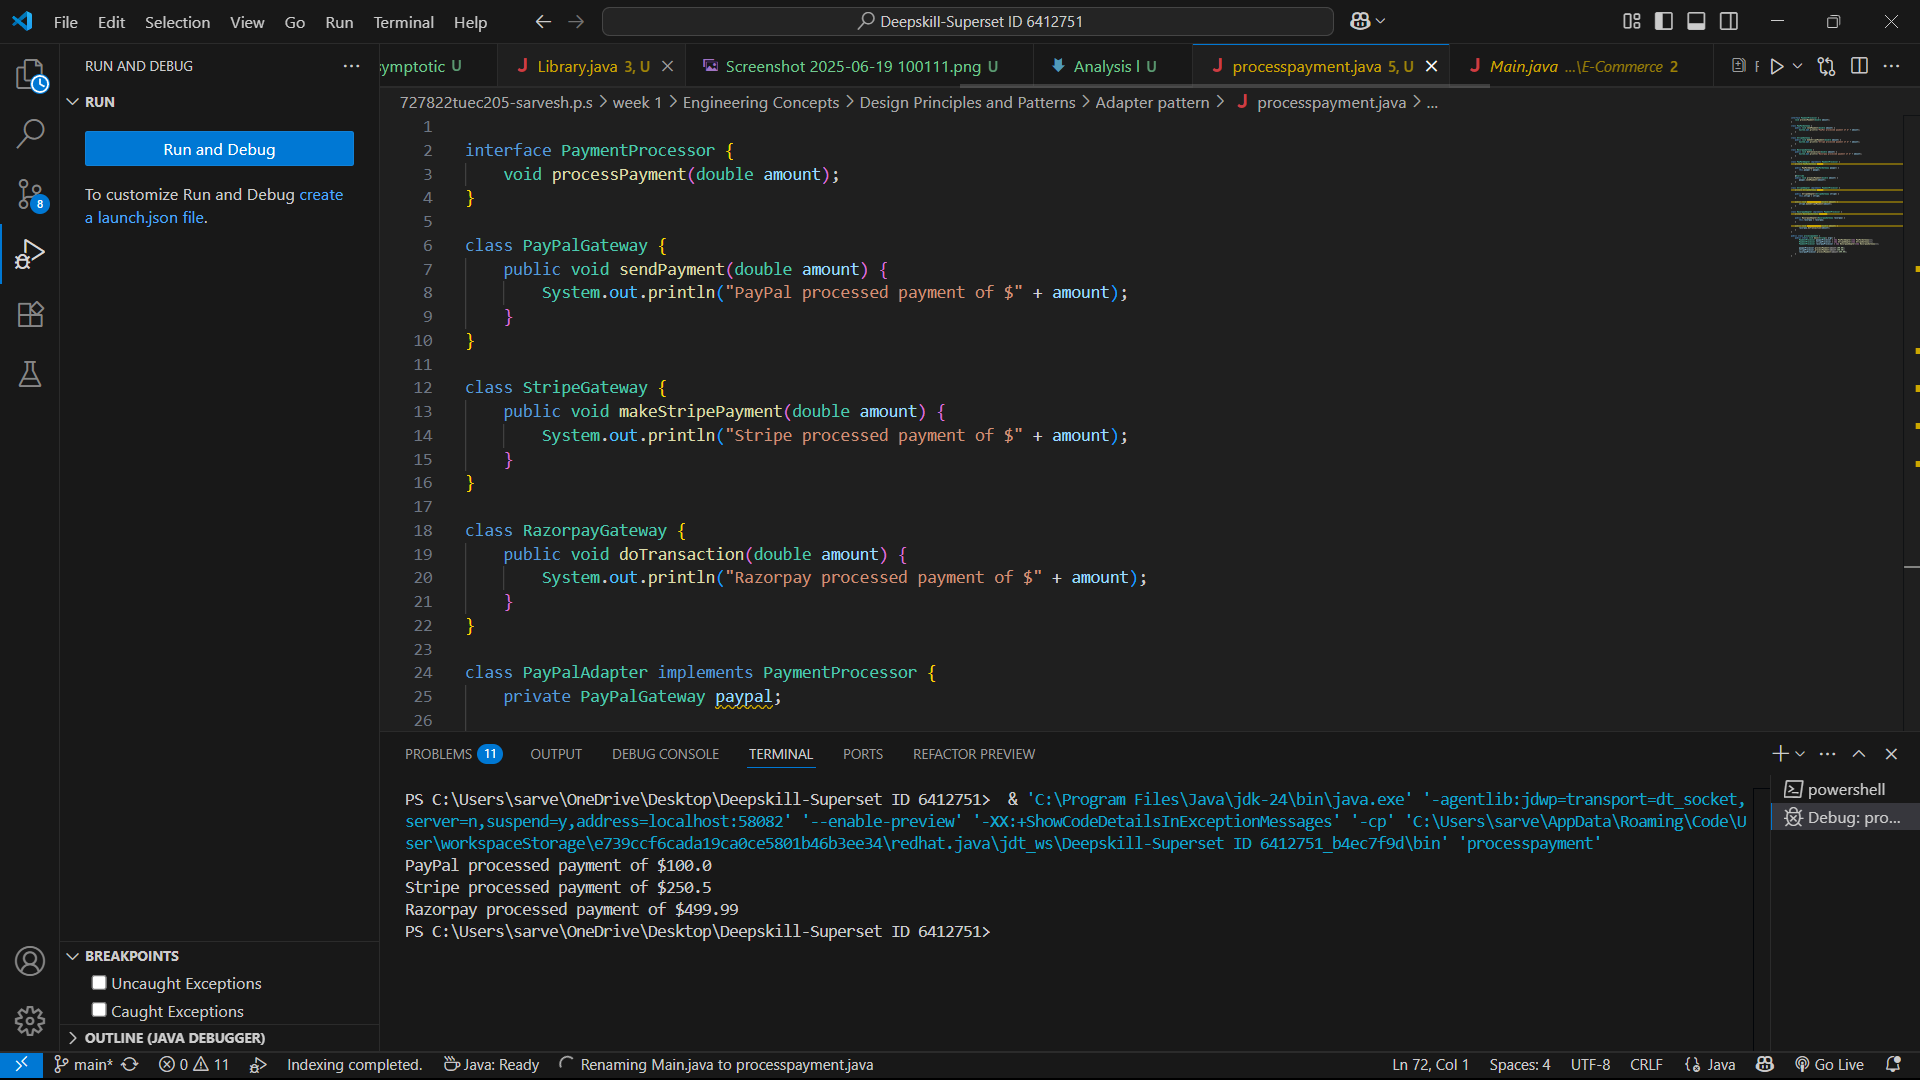 File Edit Selection View Go Run Terminal Help
Deepskill-Superset ID 6412751
RUN AND DEBUG
RUN
Run and Debug
To customize Run and Debug create
a launch.json file.
symptotic U
J Library.java 3, U
Screenshot 2025-06-19 100111.png U
Analysis l U
J processpayment.java 5, U
J Main.java ...\E-Commerce 2
727822tuec205-sarvesh.p.s > week 1 > Engineering Concepts > Design Principles and Patterns > Adapter pattern > J processpayment.java > ...
1
2 interface PaymentProcessor {
3 void processPayment(double amount);
4 }
5
6 class PayPalGateway {
7 public void sendPayment(double amount) {
8 System.out.println("PayPal processed payment of $" + amount);
9 }
10 }
11
12 class StripeGateway {
13 public void makeStripePayment(double amount) {
14 System.out.println("Stripe processed payment of $" + amount);
15 }
16 }
17
18 class RazorpayGateway {
19 public void doTransaction(double amount) {
20 System.out.println("Razorpay processed payment of $" + amount);
21 }
22 }
23
24 class PayPalAdapter implements PaymentProcessor {
25 private PayPalGateway paypal;
26
PROBLEMS 11 OUTPUT DEBUG CONSOLE TERMINAL PORTS REFACTOR PREVIEW
PS C:\Users\sarve\OneDrive\Desktop\Deepskill-Superset ID 6412751> & 'C:\Program Files\Java\jdk-24\bin\java.exe' '-agentlib:jdwp=transport=dt_socket,
server=n,suspend=y,address=localhost:58082' '--enable-preview' '-XX:+ShowCodeDetailsInExceptionMessages' '-cp' 'C:\Users\sarve\AppData\Roaming\Code\U
ser\workspaceStorage\e739ccf6cada19ca0ce5801b46b3ee34\redhat.java\jdt_ws\Deepskill-Superset ID 6412751_b4ec7f9d\bin' 'processpayment'
PayPal processed payment of $100.0
Stripe processed payment of $250.5
Razorpay processed payment of $499.99
PS C:\Users\sarve\OneDrive\Desktop\Deepskill-Superset ID 6412751>
powershell
Debug: pro...
8
BREAKPOINTS
Uncaught Exceptions
Caught Exceptions
OUTLINE (JAVA DEBUGGER)
main* 0 11 Indexing completed. Java: Ready Renaming Main.java to processpayment.java
Ln 72, Col 1 Spaces: 4 UTF-8 CRLF {} Java Go Live